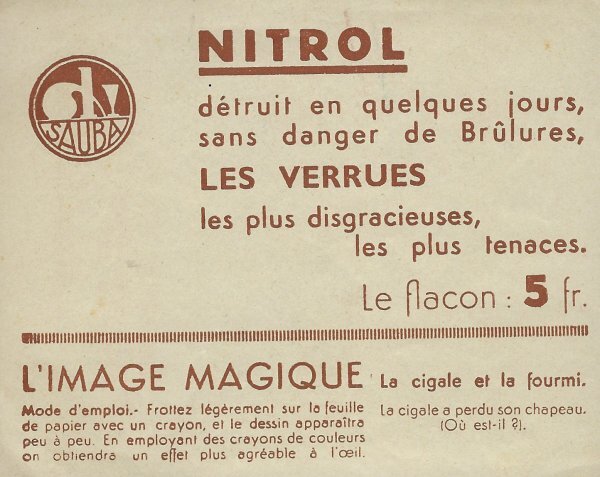 NITROL
SAUBA
détruit en quelques jours,
sans danger de Brûlures,
LES VERRUES
les plus disgracieuses,
les plus tenaces.
Le flacon : 5 fr.
L'IMAGE MAGIQUE
Mode d'emploi.- Frottez légèrement sur la feuille
de papier avec un crayon, et le dessin apparaîtra
peu à peu. En employant des crayons de couleurs
on obtiendra un effet plus agréable à l'œil.
La cigale et la fourmi.
La cigale a perdu son chapeau.
(Où est-il ?).